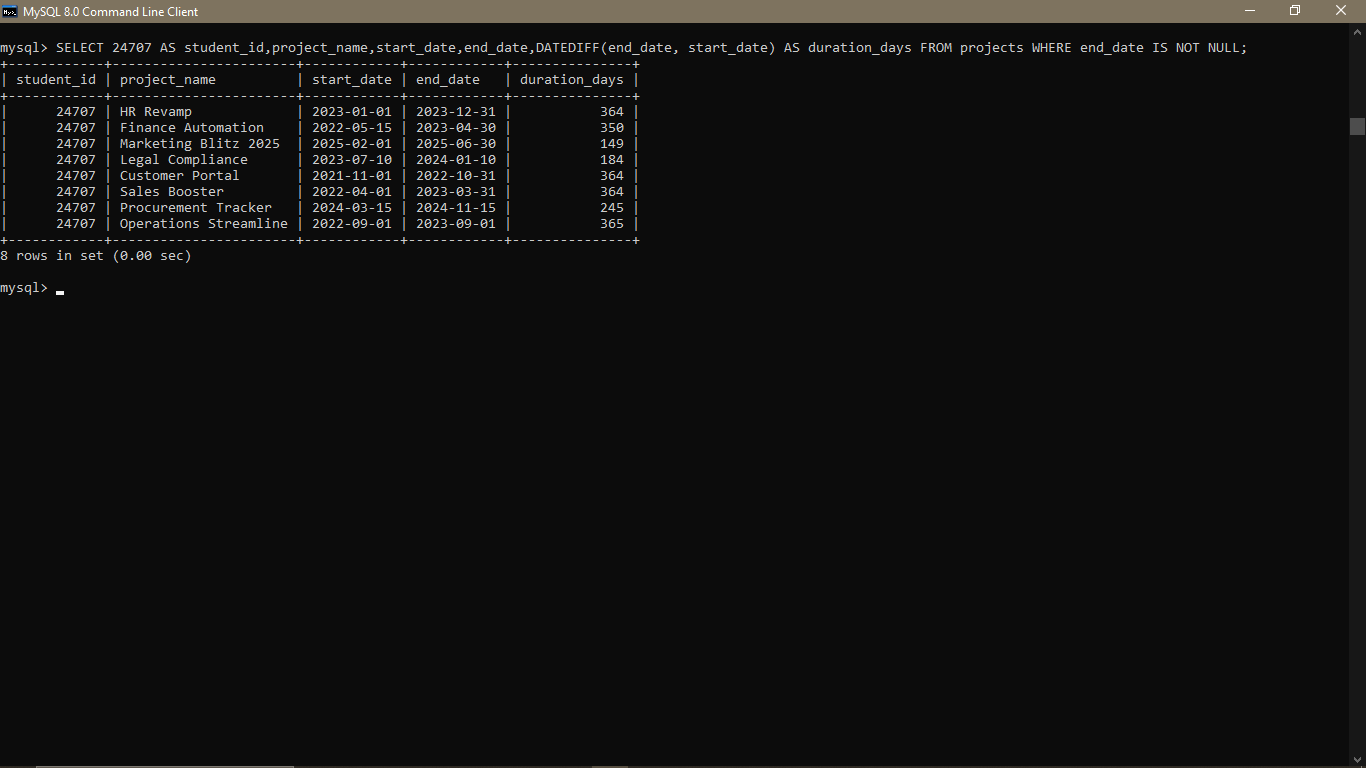 MySQL 8.0 Command Line Client
mysql> SELECT 24707 AS student_id,project_name,start_date,end_date,DATEDIFF(end_date, start_date) AS duration_days FROM projects WHERE end_date IS NOT NULL;
+------------+-----------------------+------------+------------+---------------+
| student_id | project_name          | start_date | end_date   | duration_days |
+------------+-----------------------+------------+------------+---------------+
|      24707 | HR Revamp             | 2023-01-01 | 2023-12-31 |           364 |
|      24707 | Finance Automation    | 2022-05-15 | 2023-04-30 |           350 |
|      24707 | Marketing Blitz 2025  | 2025-02-01 | 2025-06-30 |           149 |
|      24707 | Legal Compliance      | 2023-07-10 | 2024-01-10 |           184 |
|      24707 | Customer Portal       | 2021-11-01 | 2022-10-31 |           364 |
|      24707 | Sales Booster         | 2022-04-01 | 2023-03-31 |           364 |
|      24707 | Procurement Tracker   | 2024-03-15 | 2024-11-15 |           245 |
|      24707 | Operations Streamline | 2022-09-01 | 2023-09-01 |           365 |
+------------+-----------------------+------------+------------+---------------+
8 rows in set (0.00 sec)
mysql>